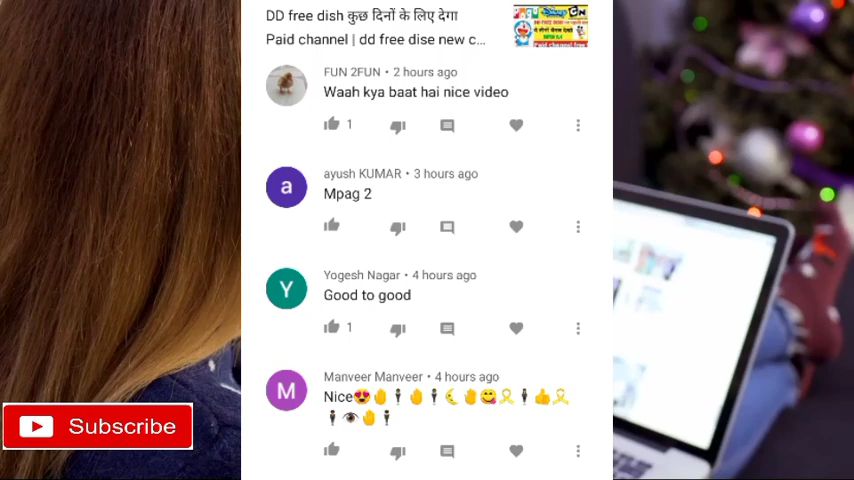 DD free dish कुछ दिनों के लिए देगा
Paid channel | dd free dise new c...
FUN 2FUN • 2 hours ago
Waah kya baat hai nice video
1
a
ayush KUMAR • 3 hours ago
Mpag 2
Y
Yogesh Nagar • 4 hours ago
Good to good
1
M
Manveer Manveer • 4 hours ago
Nice😍🤚🕴🤚🕴🌜🤚😋🎗🕴👍🎗
🕴👁🤚🕴
Subscribe